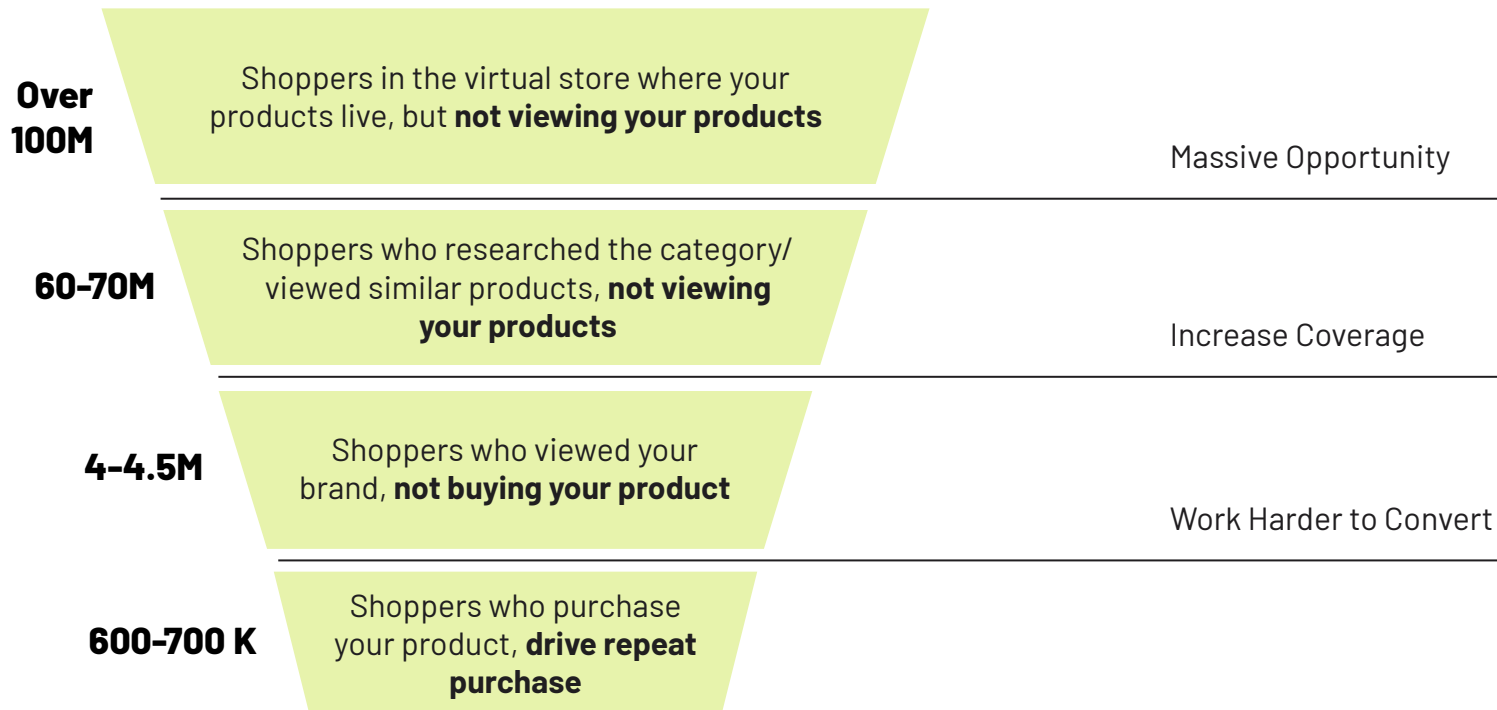 Over
100M
Shoppers in the virtual store where your
products live, but not viewing your products
Massive Opportunity
60-70M
Shoppers who researched the category/
viewed similar products, not viewing
your products
Increase Coverage
4-4.5M
Shoppers who viewed your
brand, not buying your product
Work Harder to Convert
600-700 K
Shoppers who purchase
your product, drive repeat
purchase